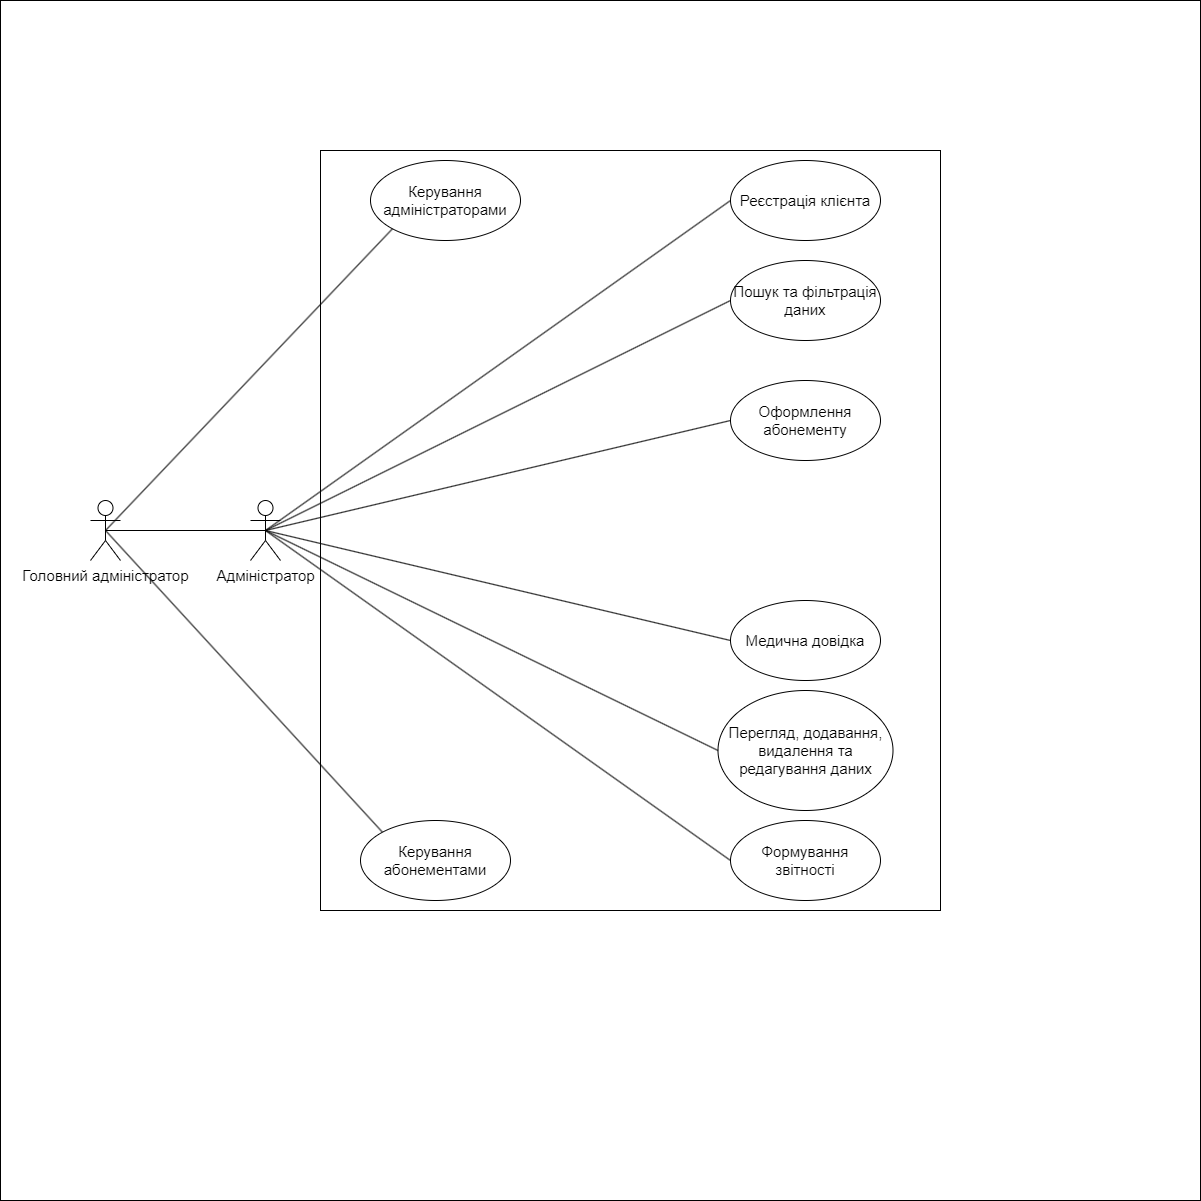 Керування
адміністраторами
Реєстрація клієнта
Пошук та фільтрація
даних
Оформлення
абонементу
Головний адміністратор
Адміністратор
Медична довідка
Перегляд, додавання,
видалення та
редагування даних
Керування
абонементами
Формування
звітності